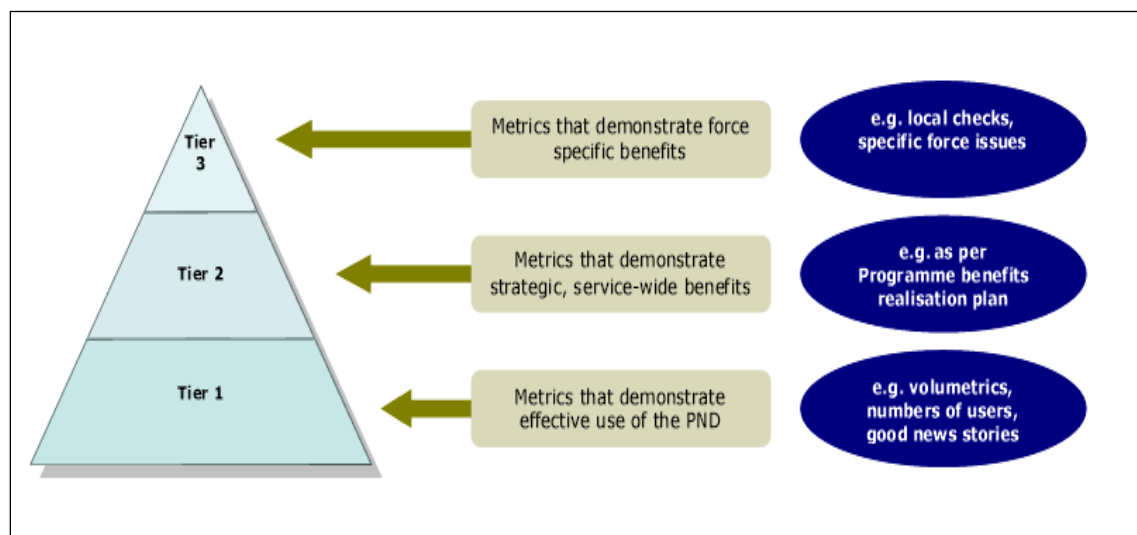 Tier
3
Metrics that demonstrate force
specific benefits
e.g. local checks,
specific force issues
Tier 2
Metrics that demonstrate
strategic, service-wide benefits
e.g. as per
Programme benefits
realisation plan
Tier 1
Metrics that demonstrate
effective use of the PND
e.g. volumetrics,
numbers of users,
good news stories